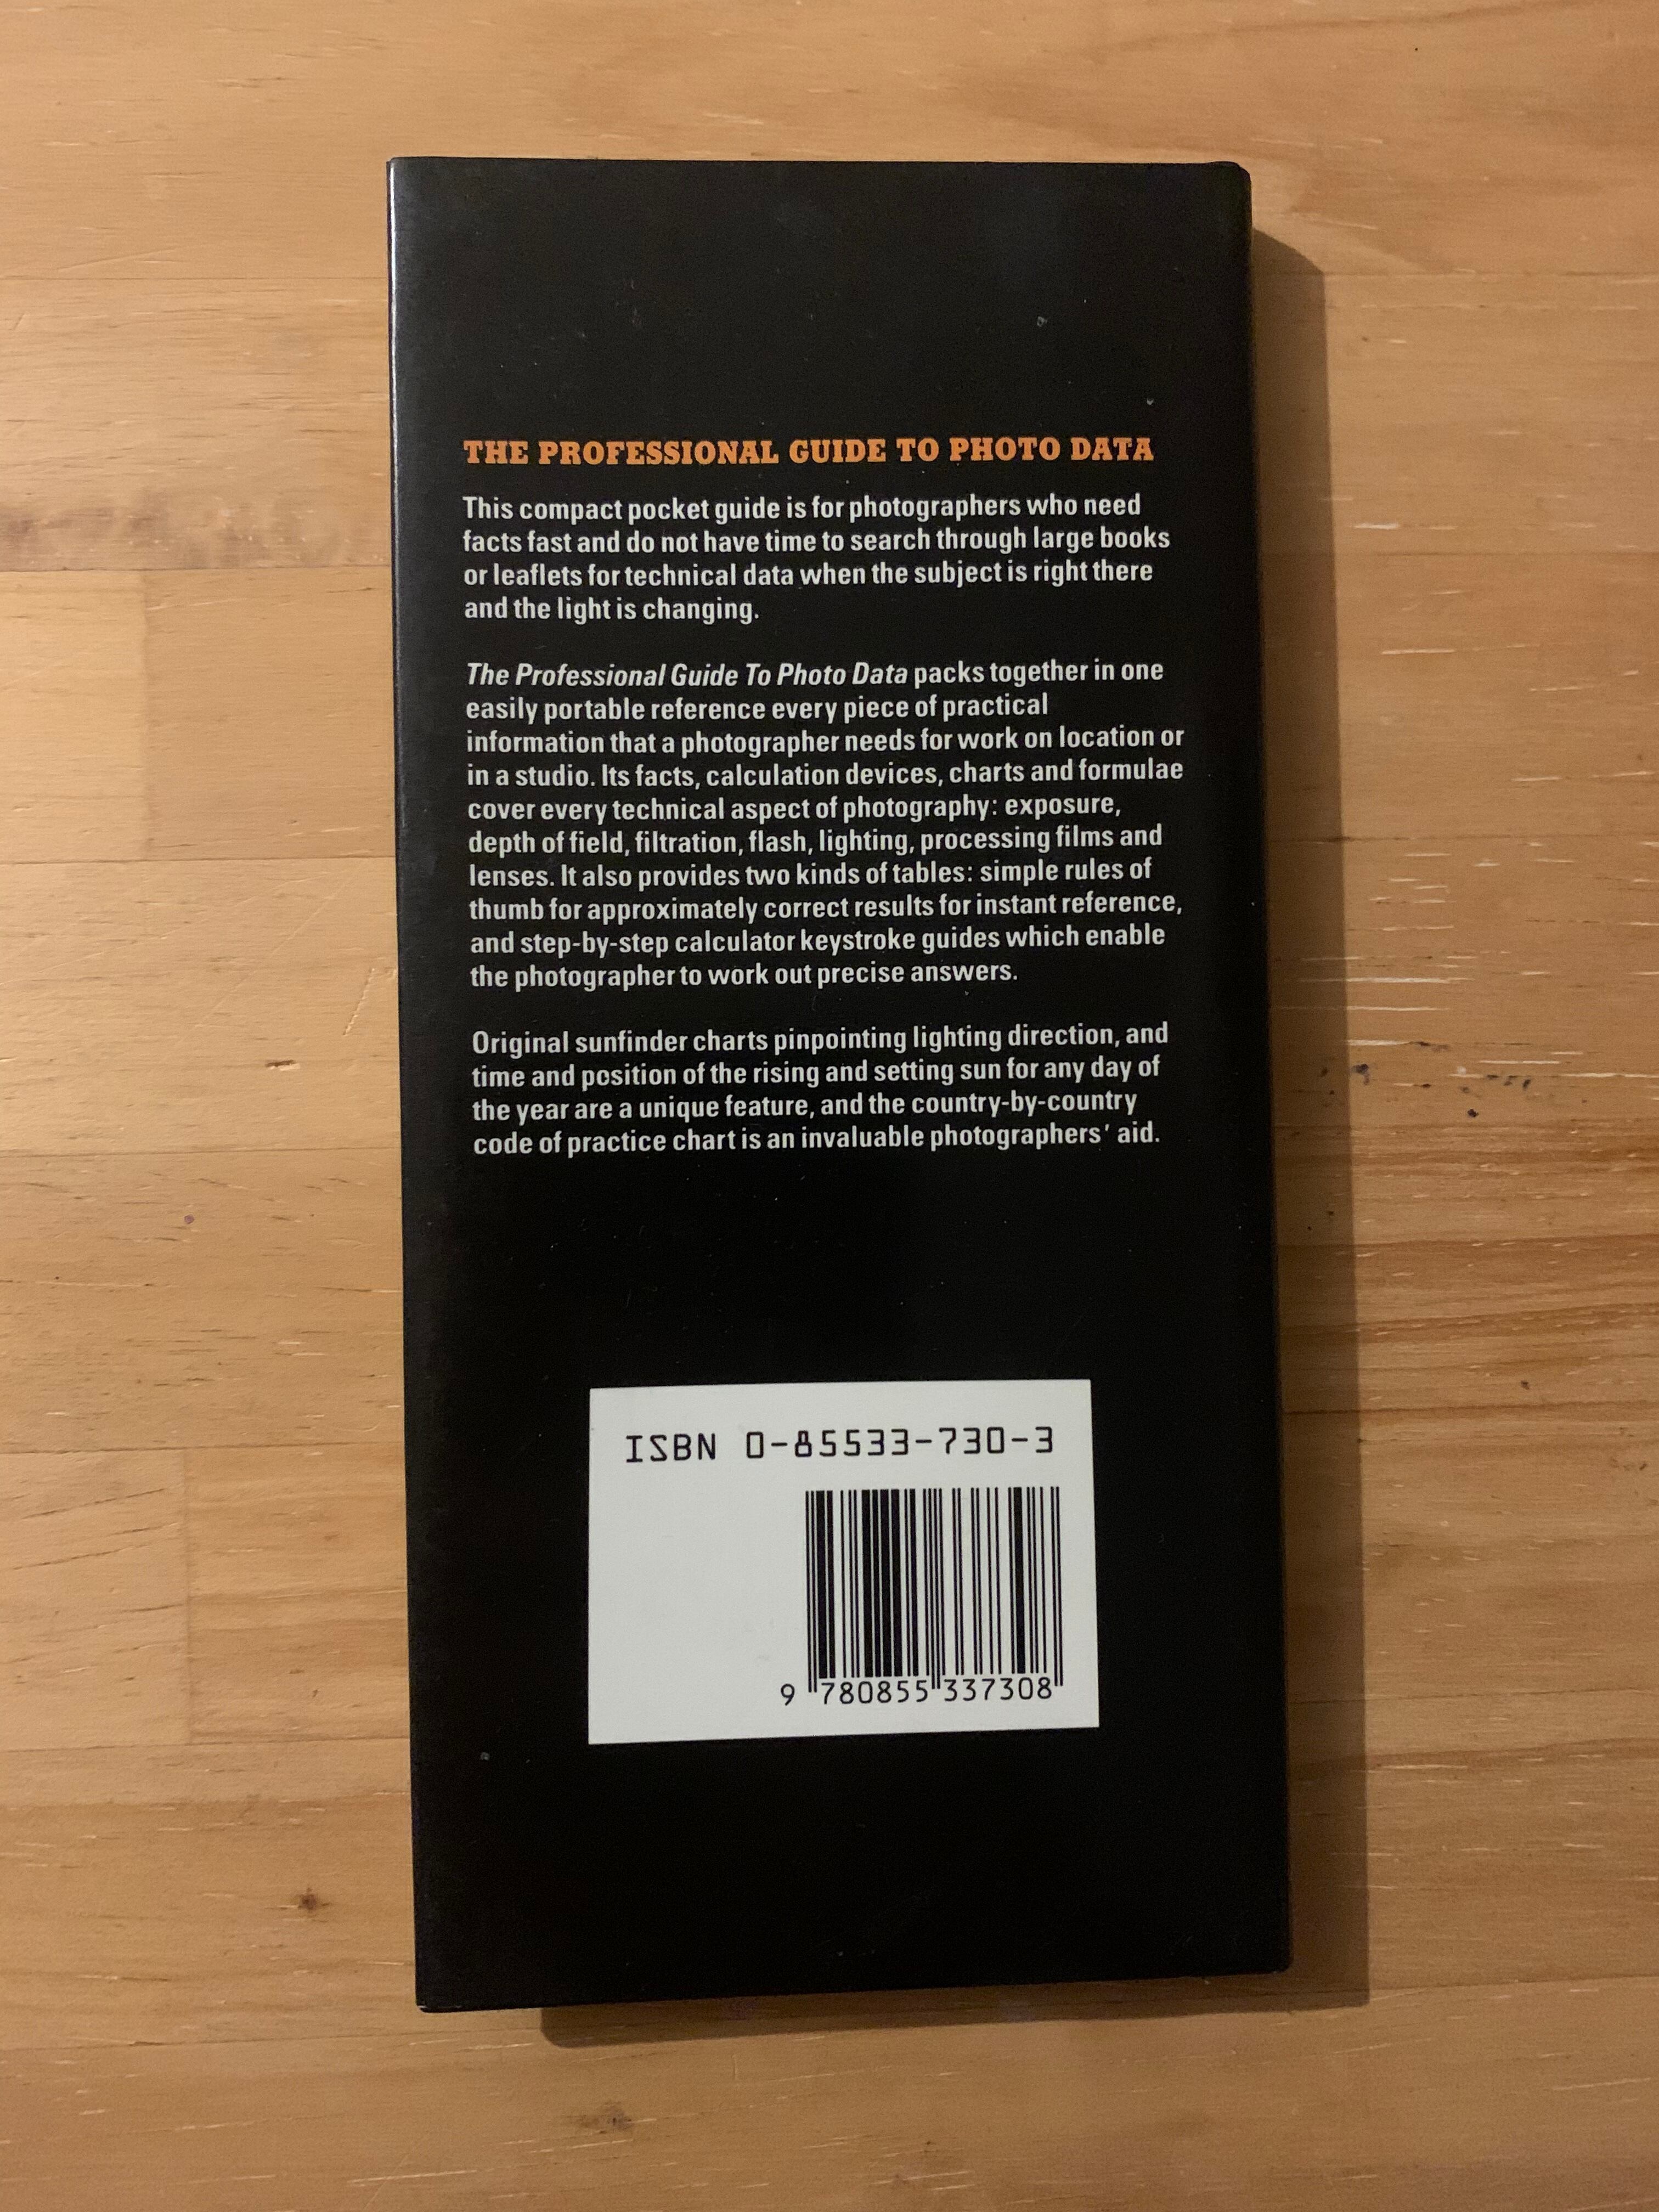 THE PROFESSIONAL GUIDE TO PHOTO DATA
This compact pocket guide is for photographers who need
facts fast and do not have time to search through large books
or leaflets for technical data when the subject is right there
and the light is changing.
The Professional Guide To Photo Data packs together in one
easily portable reference every piece of practical
information that a photographer needs for work on location or
in a studio. Its facts, calculation devices, charts and formulae
cover every technical aspect of photography: exposure,
depth of field, filtration, flash, lighting, processing films and
lenses. It also provides two kinds of tables: simple rules of
thumb for approximately correct results for instant reference,
and step-by-step calculator keystroke guides which enable
the photographer to work out precise answers.
Original sunfinder charts pinpointing lighting direction, and
time and position of the rising and setting sun for any day of
the year are a unique feature, and the country-by-country
code of practice chart is an invaluable photographers' aid.
ISBN 0-85533-730-3
9 780855 337308